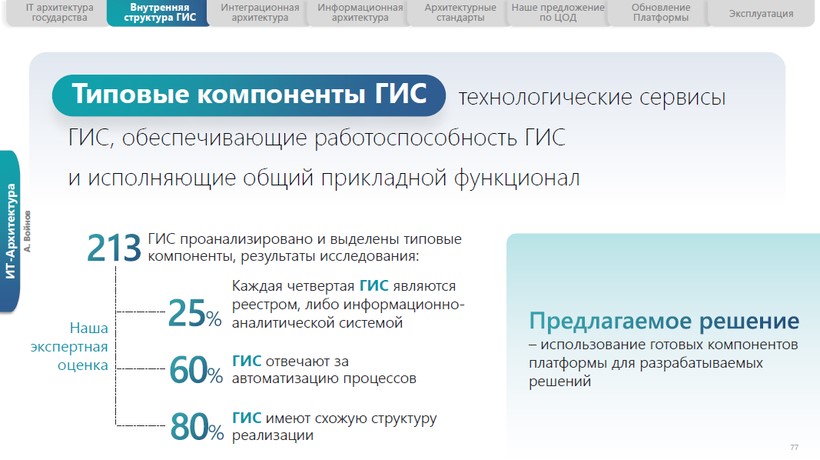 IT архитектура
государства
Внутренняя
структура ГИС
Интеграционная
архитектура
Информационная
архитектура
Архитектурные
стандарты
Наше предложение
по ЦОД
Обновление
Платформы
Эксплуатация
Типовые компоненты ГИС технологические сервисы
ГИС, обеспечивающие работоспособность ГИС
и исполняющие общий прикладной функционал
ИТ-Архитектура
А. Войнов
213 ГИС проанализировано и выделены типовые
компоненты, результаты исследования:
Наша
экспертная
оценка
25%
Каждая четвертая ГИС являются
реестром, либо информационно-
аналитической системой
60%
ГИС отвечают за
автоматизацию процессов
80%
ГИС имеют схожую структуру
реализации
Предлагаемое решение
– использование готовых компонентов
платформы для разрабатываемых
решений
77